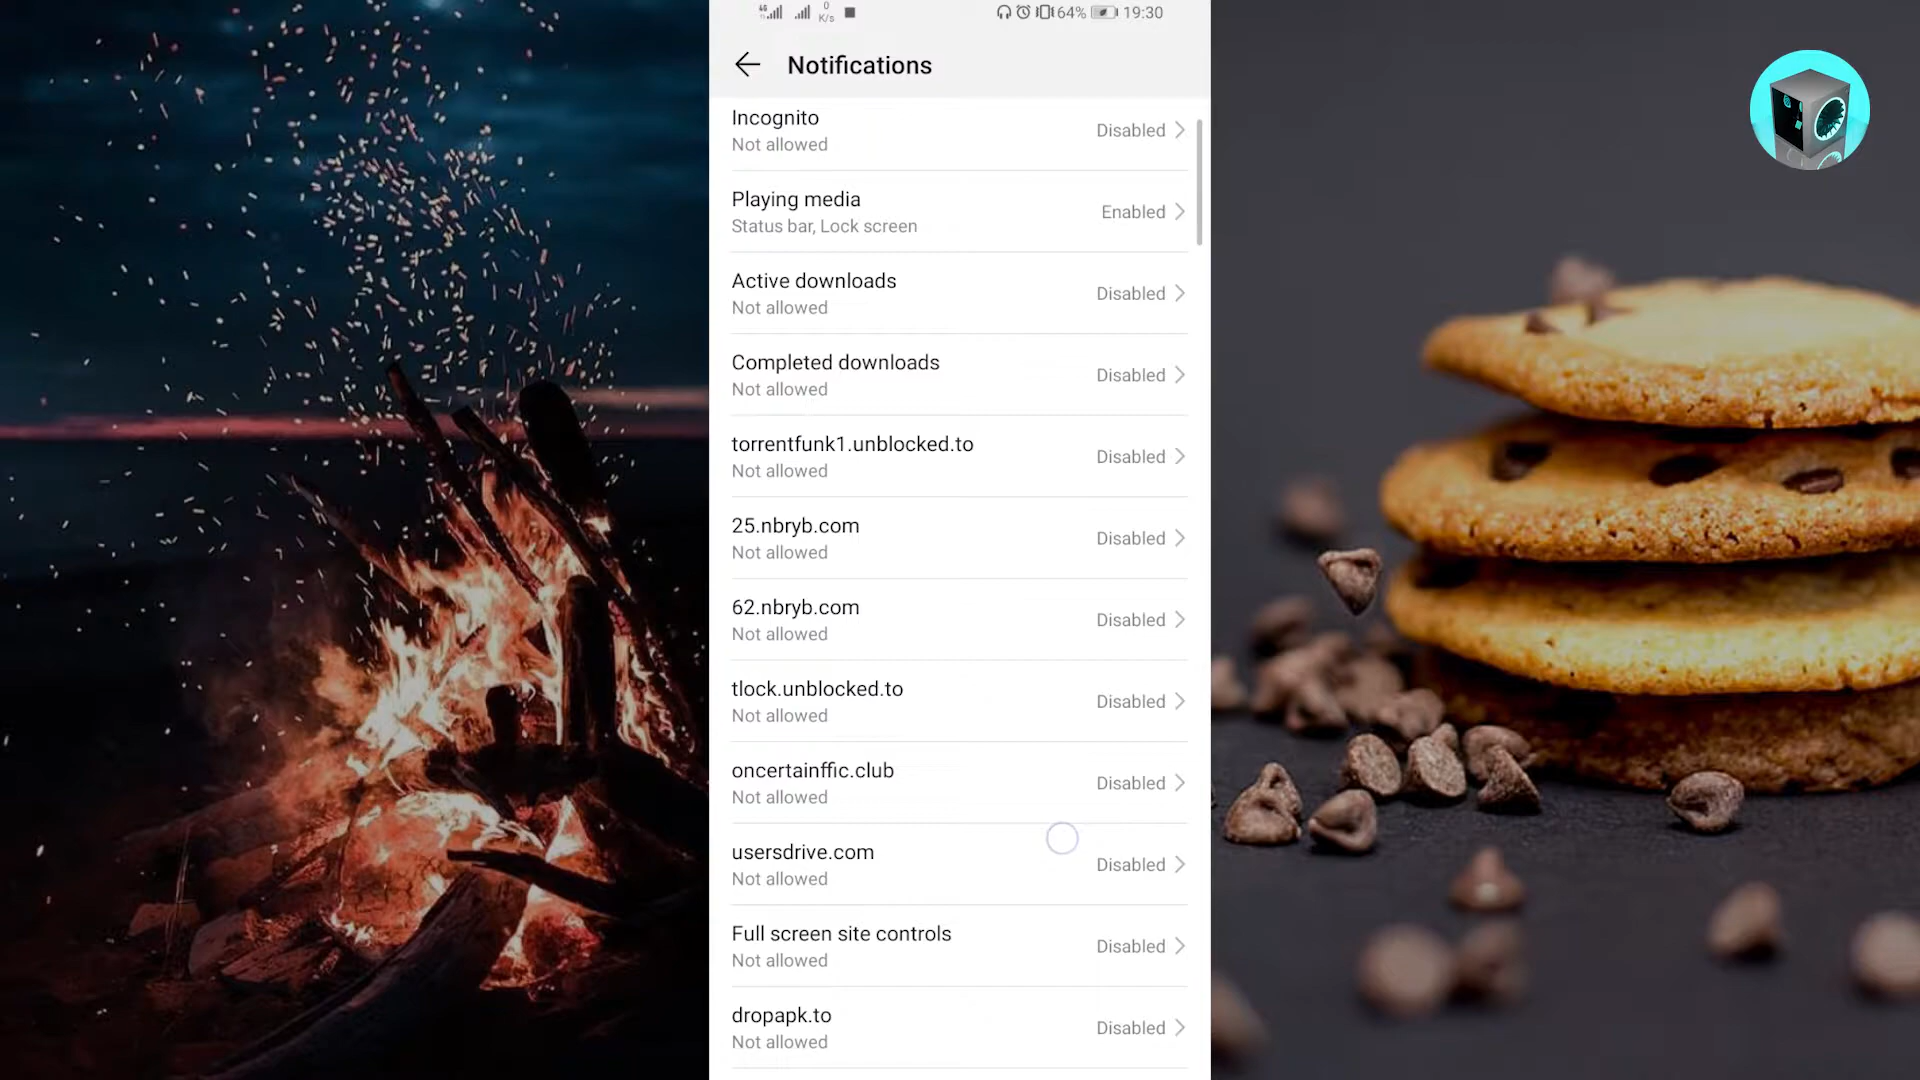 4G 0 K/s 64% 19:30
Notifications
Incognito
Not allowed
Disabled
Playing media
Status bar, Lock screen
Enabled
Active downloads
Not allowed
Disabled
Completed downloads
Not allowed
Disabled
torrentfunk1.unblocked.to
Not allowed
Disabled
25.nbryb.com
Not allowed
Disabled
62.nbryb.com
Not allowed
Disabled
tlock.unblocked.to
Not allowed
Disabled
oncertainffic.club
Not allowed
Disabled
usersdrive.com
Not allowed
Disabled
Full screen site controls
Not allowed
Disabled
dropapk.to
Not allowed
Disabled